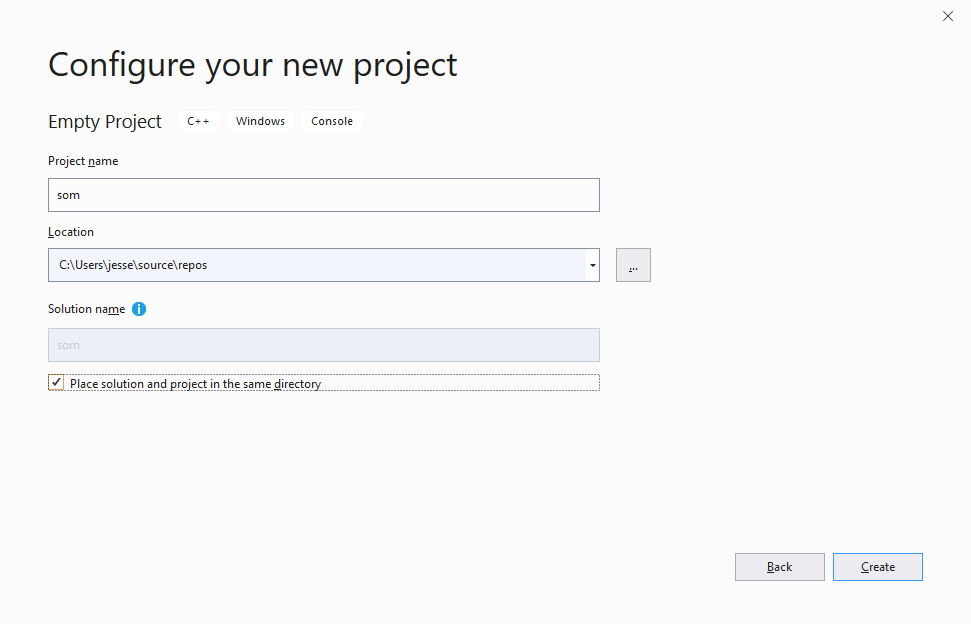 Configure your new project
Empty Project C++ Windows Console
Project name
som
Location
C:\Users\jesse\source\repos
...
Solution name
som
Place solution and project in the same directory
Back Create